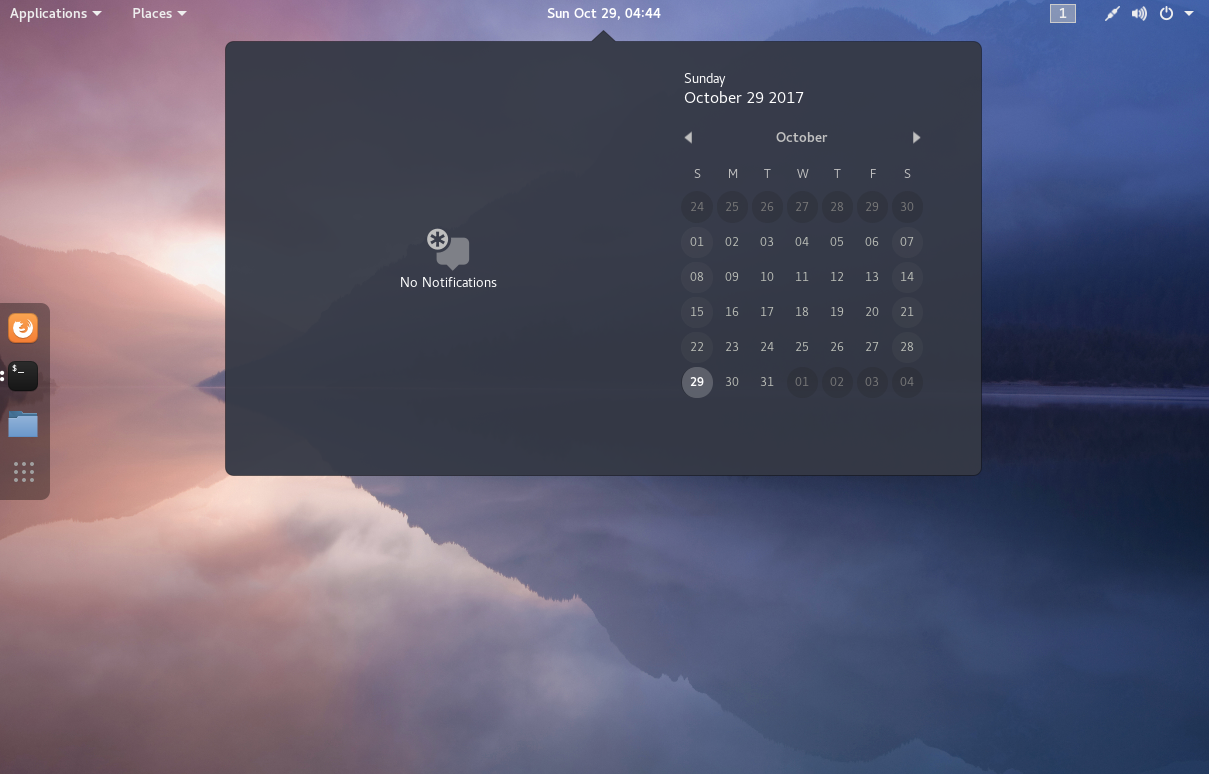 Applications Places Sun Oct 29, 04:44 1
Sunday
October 29 2017
October
S M T W T F S
24 25 26 27 28 29 30
01 02 03 04 05 06 07
08 09 10 11 12 13 14
15 16 17 18 19 20 21
22 23 24 25 26 27 28
29 30 31 01 02 03 04
No Notifications
$_